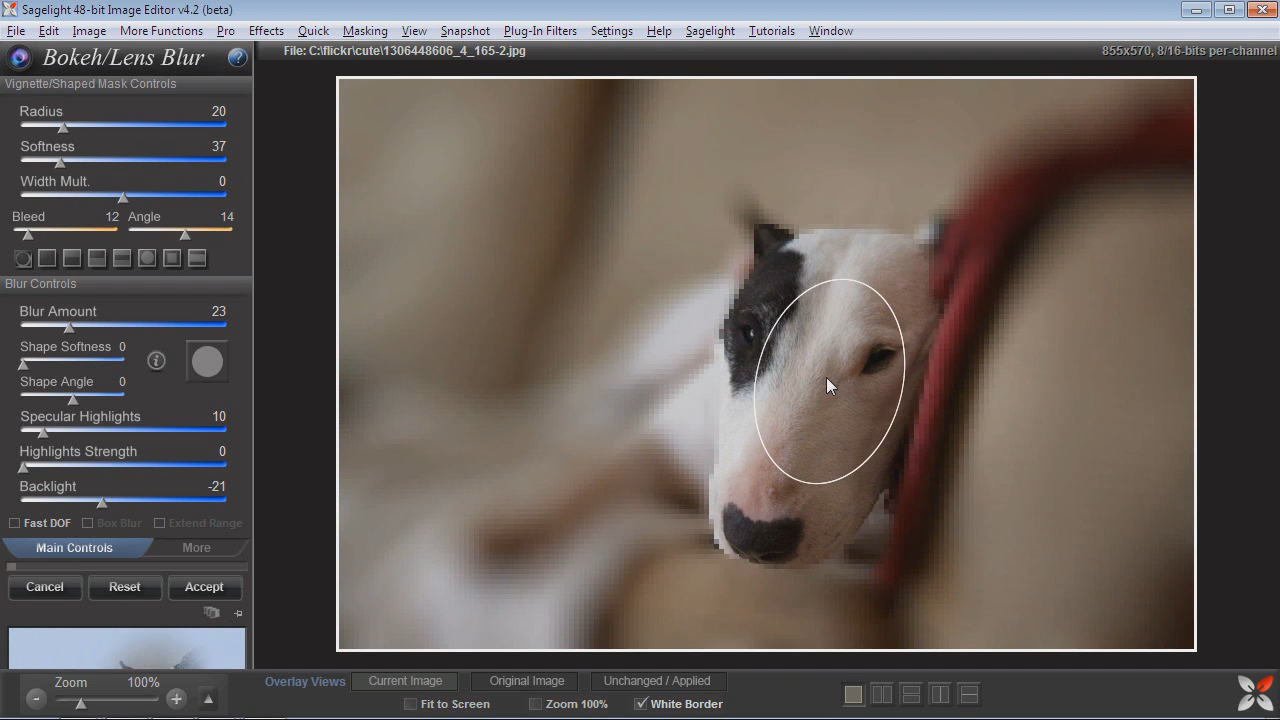 Sagelight 48-bit Image Editor v4.2 (beta)
File Edit Image More Functions Pro Effects Quick Masking View Snapshot Plug-In Filters Settings Help Sagelight Tutorials Window
Bokeh/Lens Blur ?
File: C:\flickr\cute\1306448606_4_165-2.jpg
855x570, 8/16-bits per-channel
Vignette/Shaped Mask Controls
Radius 20
Softness 37
Width Mult. 0
Bleed 12 Angle 14
Blur Controls
Blur Amount 23
Shape Softness 0
Shape Angle 0
Specular Highlights 10
Highlights Strength 0
Backlight -21
Fast DOF Box Blur Extend Range
Main Controls More
Cancel Reset Accept
Zoom 100%
Overlay Views Current Image Original Image Unchanged / Applied
Fit to Screen Zoom 100% White Border